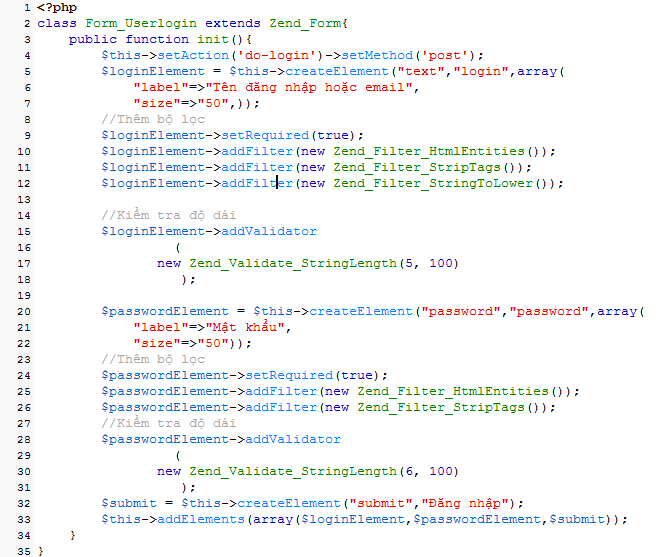 1 <?php
2 class Form_Userlogin extends Zend_Form{
3 public function init(){
4 $this->setAction('do-login')->setMethod('post');
5 $loginElement = $this->createElement("text","login",array(
6 "label"=>"Tên đăng nhập hoặc email",
7 "size"=>"50",));
8 //Thêm bộ lọc
9 $loginElement->setRequired(true);
10 $loginElement->addFilter(new Zend_Filter_HtmlEntities());
11 $loginElement->addFilter(new Zend_Filter_StripTags());
12 $loginElement->addFilter(new Zend_Filter_StringToLower());
13
14 //Kiểm tra độ dài
15 $loginElement->addValidator
16 (
17 new Zend_Validate_StringLength(5, 100)
18 );
19
20 $passwordElement = $this->createElement("password","password",array(
21 "label"=>"Mật khẩu",
22 "size"=>"50"));
23 //Thêm bộ lọc
24 $passwordElement->setRequired(true);
25 $passwordElement->addFilter(new Zend_Filter_HtmlEntities());
26 $passwordElement->addFilter(new Zend_Filter_StripTags());
27 //Kiểm tra độ dài
28 $passwordElement->addValidator
29 (
30 new Zend_Validate_StringLength(6, 100)
31 );
32 $submit = $this->createElement("submit","Đăng nhập");
33 $this->addElements(array($loginElement,$passwordElement,$submit));
34 }
35 }